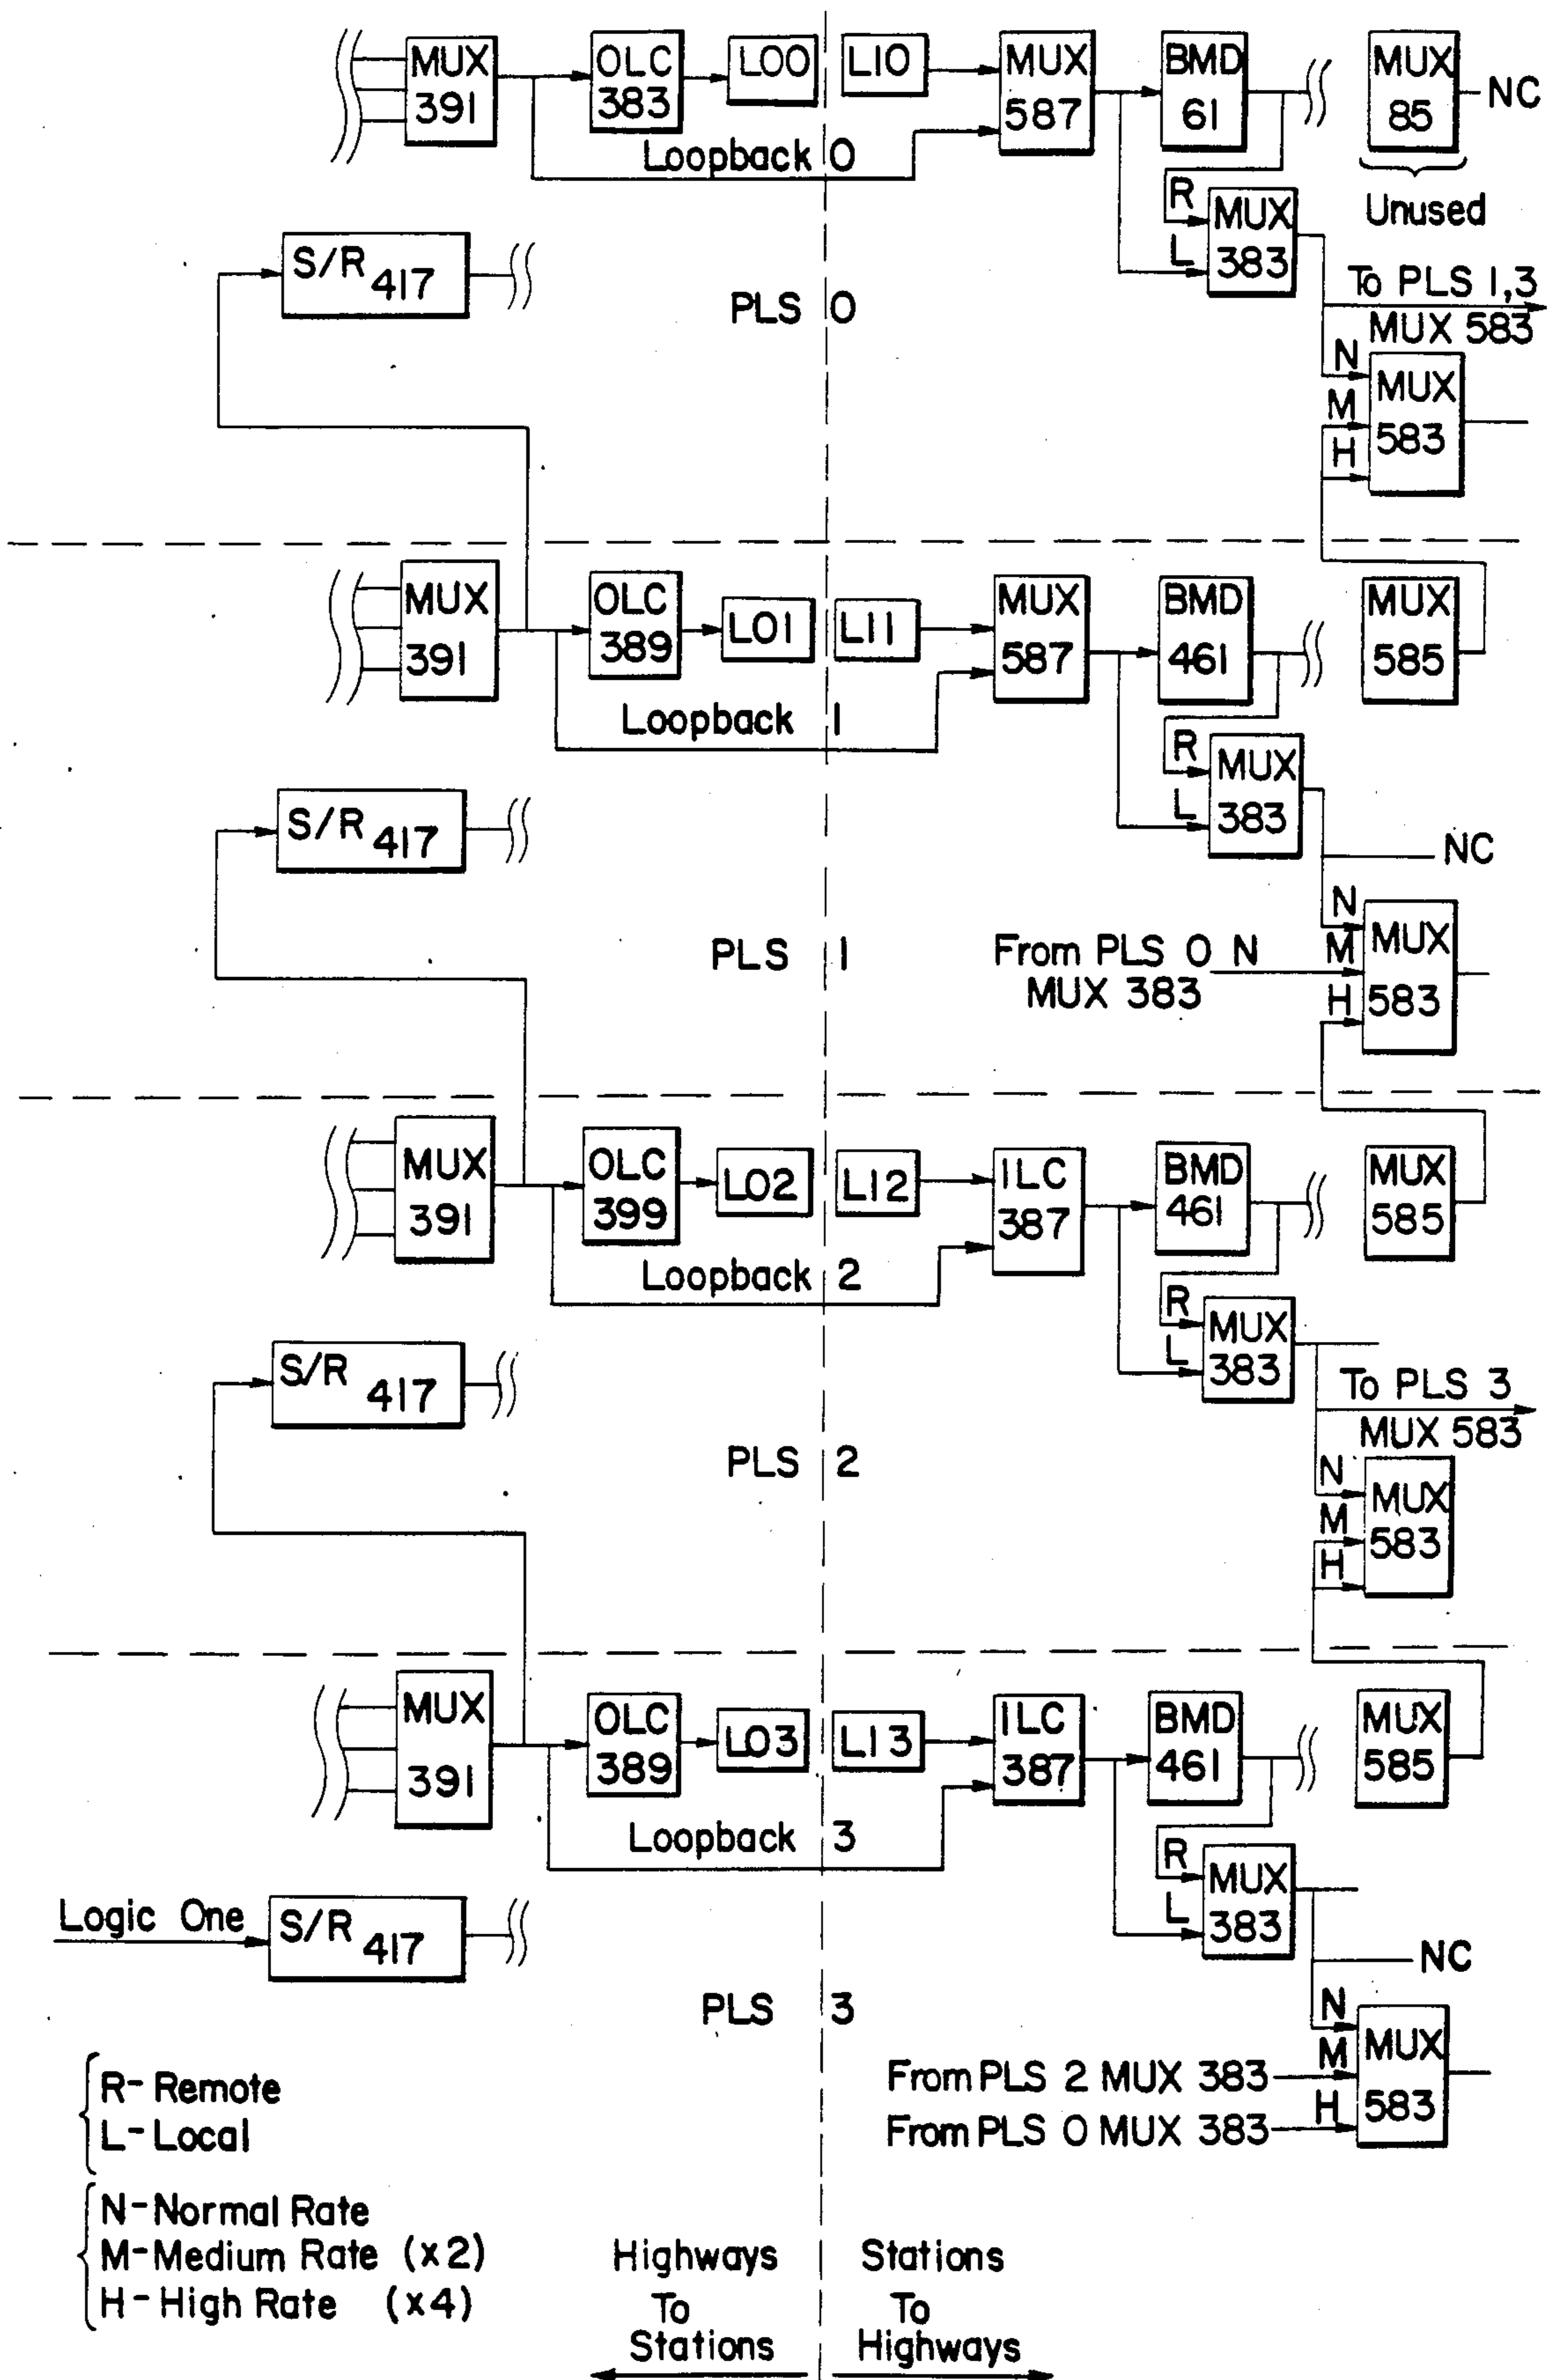 MUX
391
OLC
383
LO0
LI0
MUX
587
BMD
61
MUX
85
NC
Loopback 0
R
L
MUX
383
Unused
S/R 417
PLS 0
To PLS 1,3
MUX 583
N
M
H
MUX
583
MUX
391
OLC
389
LO1
LI1
MUX
587
BMD
461
MUX
585
Loopback 1
R
L
MUX
383
S/R 417
NC
PLS 1
From PLS 0 N
MUX 383
N
M
H
MUX
583
MUX
391
OLC
399
LO2
LI2
ILC
387
BMD
461
MUX
585
Loopback 2
R
L
MUX
383
S/R 417
To PLS 3
MUX 583
PLS 2
N
M
H
MUX
583
MUX
391
OLC
389
LO3
LI3
ILC
387
BMD
461
MUX
585
Loopback 3
R
L
MUX
383
Logic One
S/R 417
NC
PLS 3
N
M
H
MUX
583
From PLS 2 MUX 383
From PLS 0 MUX 383
R-Remote
L-Local
N-Normal Rate
M-Medium Rate (x2)
H-High Rate (x4)
Highways
To
Stations
Stations
To
Highways